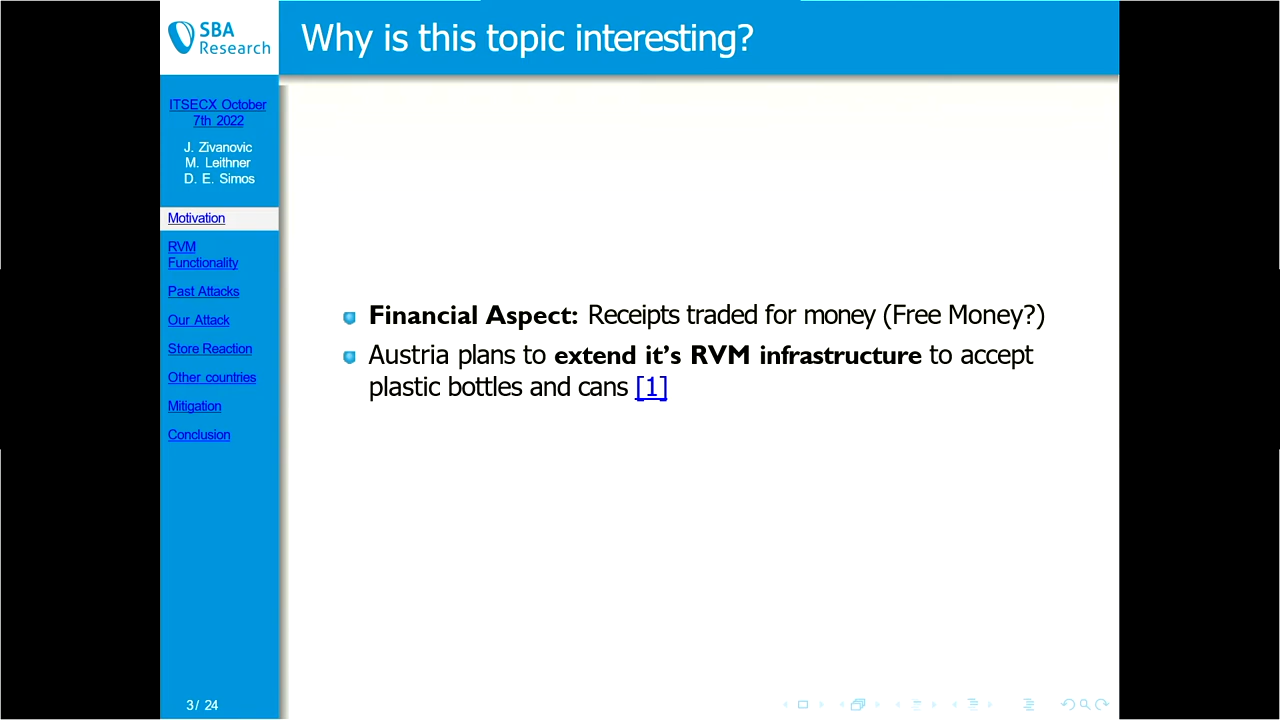 SBA
Research
Why is this topic interesting?
ITSECX October
7th 2022
J. Zivanovic
M. Leithner
D. E. Simos
Motivation
RVM
Functionality
Past Attacks
Our Attack
Store Reaction
Other countries
Mitigation
Conclusion
Financial Aspect: Receipts traded for money (Free Money?)
Austria plans to extend it's RVM infrastructure to accept
plastic bottles and cans [1]
3/ 24